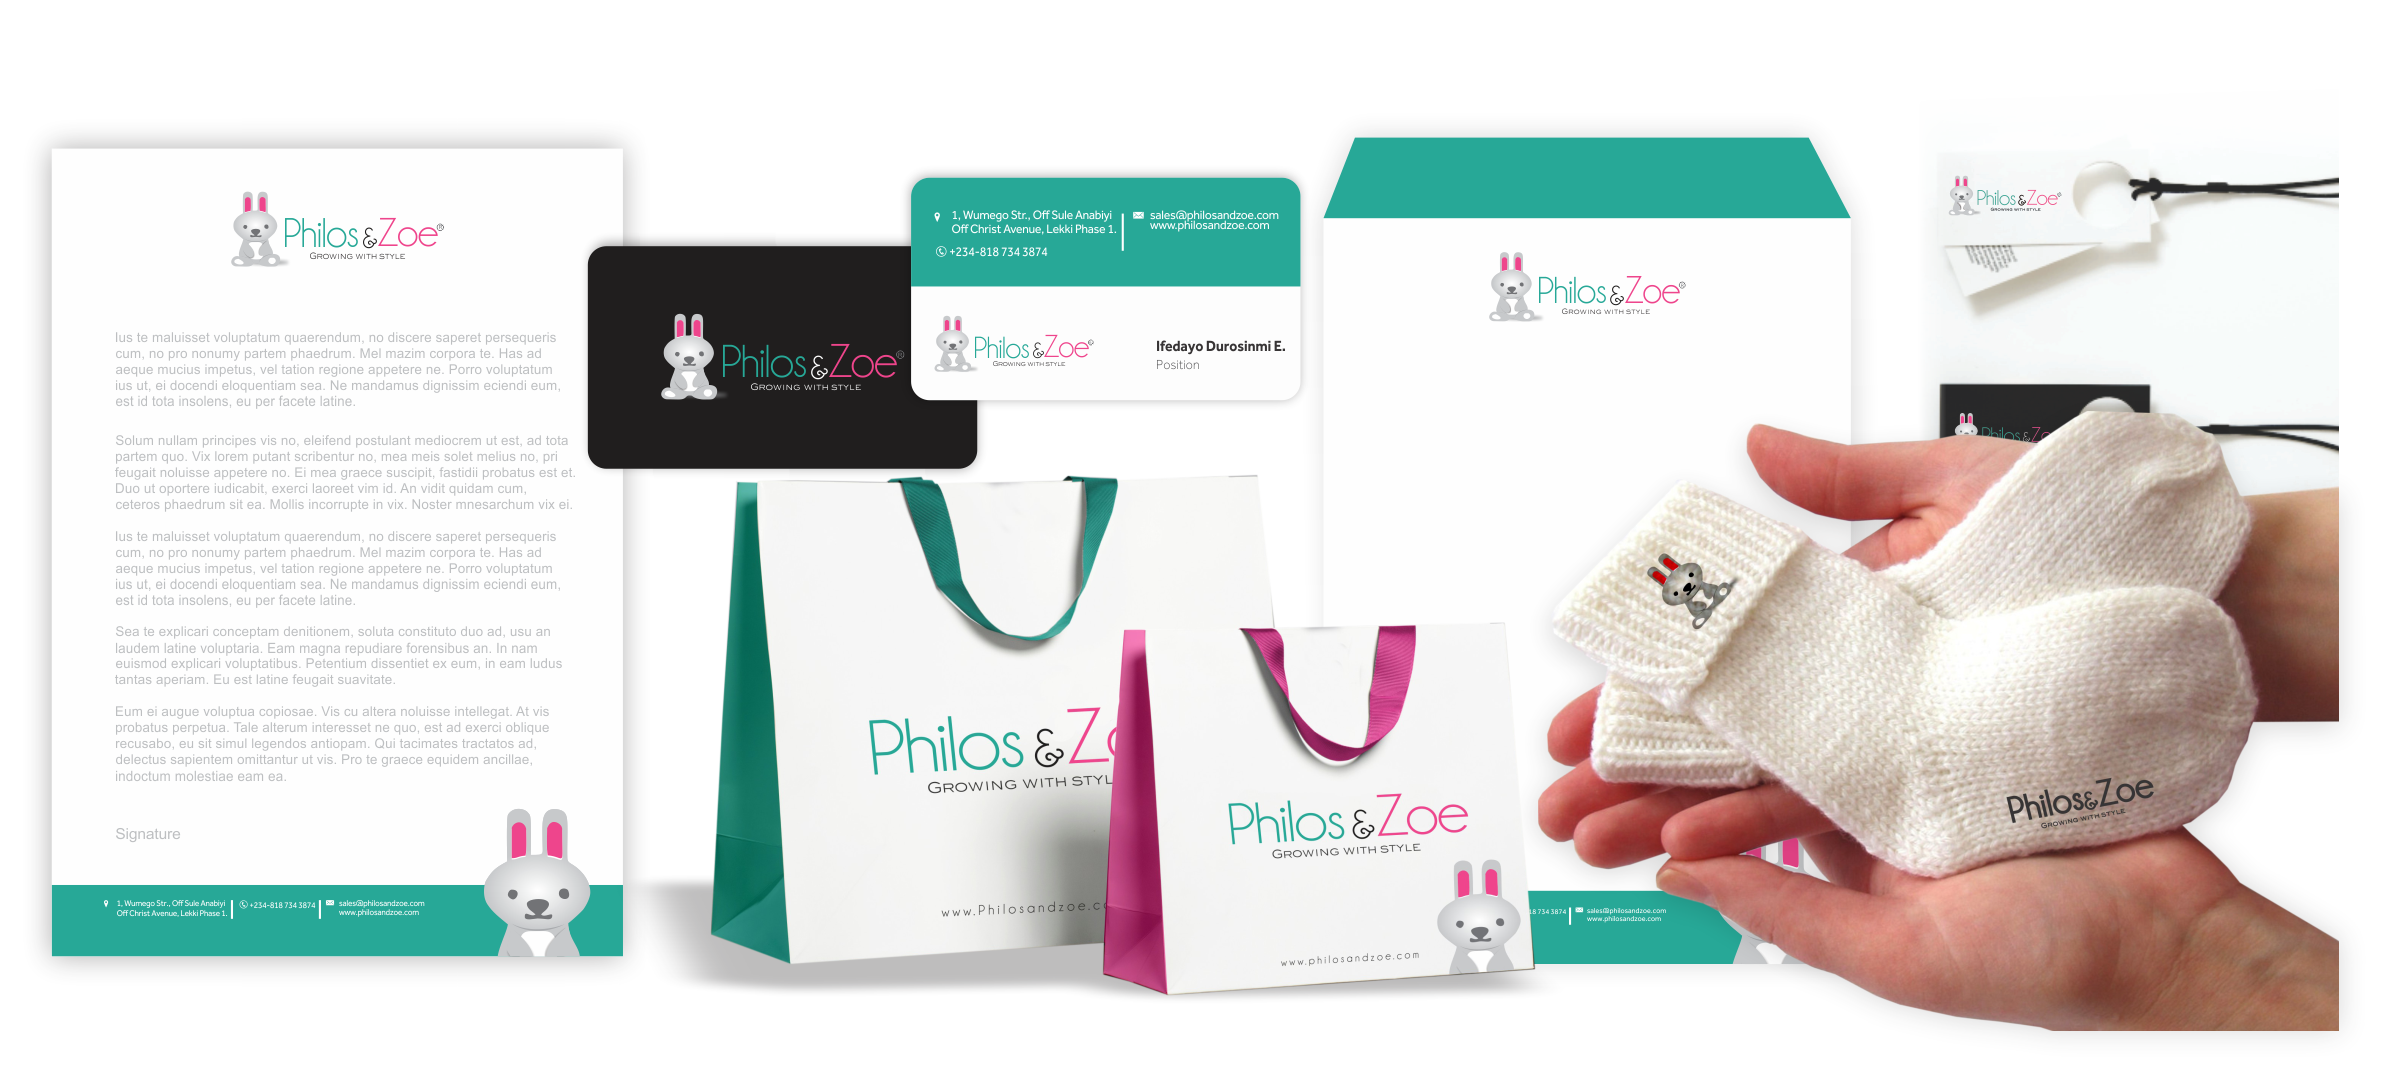 Philos & Zoe®
GROWING WITH STYLE
Ius te maluisset voluptatum quaerendum, no discere saperet persequeris
cum, no pro nonumy partem phaedrum. Mel mazim corpora te. Has ad
aeque mucius impetus, vel tation regione appetere ne. Porro voluptatum
ius ut, ei docendi eloquentiam sea. Ne mandamus dignissim eciendi eum,
est id tota insolens, eu per facete latine.
Solum nullam principes vis no, eleifend postulant mediocrem ut est, ad tota
partem quo. Vix lorem putant scribentur no, mea meis solet melius no, pri
feugait noluisse appetere no. Ei mea graece suscipit, fastidii probatus est et.
Duo ut oportere iudicabit, exerci laoreet vim id. An vidit quidam cum,
ceteros phaedrum sit ea. Mollis incorrupte in vix. Noster mnesarchum vix ei.
Ius te maluisset voluptatum quaerendum, no discere saperet persequeris
cum, no pro nonumy partem phaedrum. Mel mazim corpora te. Has ad
aeque mucius impetus, vel tation regione appetere ne. Porro voluptatum
ius ut, ei docendi eloquentiam sea. Ne mandamus dignissim eciendi eum,
est id tota insolens, eu per facete latine.
Sea te explicari conceptam denitionem, soluta constituto duo ad, usu an
laudem latine voluptaria. Eam magna repudiare forensibus an. In nam
euismod explicari voluptatibus. Petentium dissentiet ex eum, in eam ludus
tantas aperiam. Eu est latine feugait suavitate.
Eum ei augue voluptua copiosae. Vis cu altera noluisse intellegat. At vis
probatus perpetua. Tale alterum interesset ne quo, est ad exerci oblique
recusabo, eu sit simul legendos antiopam. Qui tacimates tractatos ad,
delectus sapientem omittantur ut vis. Pro te graece equidem ancillae,
indoctum molestiae eam ea.
Signature
1, Wumego Str., Off Sule Anabiyi
Off Christ Avenue, Lekki Phase 1.
+234-818 734 3874
sales@philosandzoe.com
www.philosandzoe.com
Philos & Zoe®
GROWING WITH STYLE
1, Wumego Str., Off Sule Anabiyi
Off Christ Avenue, Lekki Phase 1.
+234-818 734 3874
sales@philosandzoe.com
www.philosandzoe.com
Philos & Zoe®
GROWING WITH STYLE
Ifedayo Durosinmi E.
Position
Philos & Zo
GROWING WITH STYL
www.Philosandzoe.c
Philos & Zoe
GROWING WITH STYLE
www.philosandzoe.com
Philos & Zoe®
GROWING WITH STYLE
18 734 3874
sales@philosandzoe.com
www.philosandzoe.com
Philos & Zoe®
GROWING WITH STYLE
Philos & Zoe
Philos & Zoe
GROWING WITH STYLE